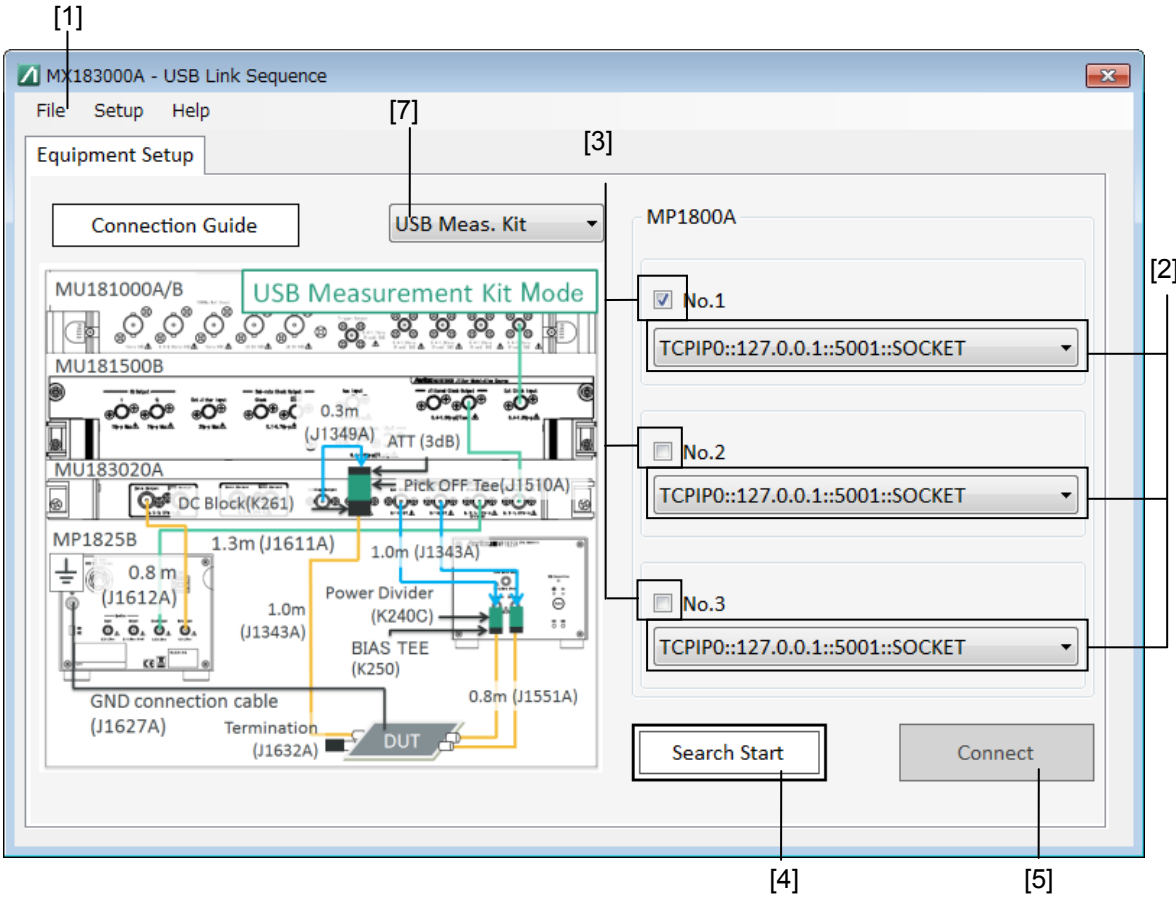 [1]
MX183000A - USB Link Sequence
File Setup Help
[7]
[3]
Equipment Setup
Connection Guide
USB Meas. Kit
MP1800A
[2]
MU181000A/B
USB Measurement Kit Mode
No.1
TCPIP0::127.0.0.1::5001::SOCKET
MU181500B
0.3m
(J1349A)
ATT (3dB)
No.2
MU183020A
Pick OFF Tee(J1510A)
TCPIP0::127.0.0.1::5001::SOCKET
DC Block(K261)
MP1825B
1.3m (J1611A)
1.0m (J1343A)
0.8 m
(J1612A)
Power Divider
(K240C)
1.0m
(J1343A)
No.3
BIAS TEE
(K250)
TCPIP0::127.0.0.1::5001::SOCKET
GND connection cable
(J1627A)
0.8m (J1551A)
Termination
(J1632A)
DUT
Search Start
Connect
[4]
[5]